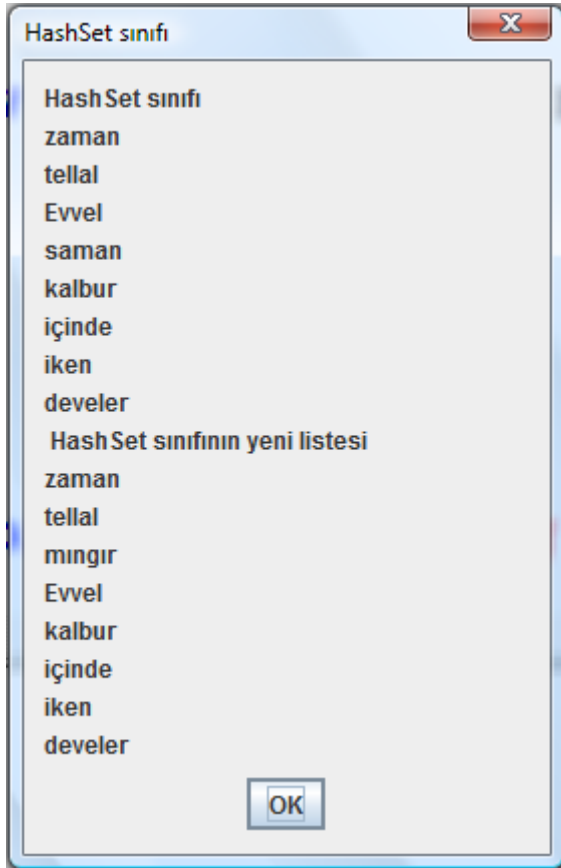 HashSet sınıfı
HashSet sınıfı
zaman
tellal
Evvel
saman
kalbur
içinde
iken
develer
HashSet sınıfının yeni listesi
zaman
tellal
mıngır
Evvel
kalbur
içinde
iken
develer
OK